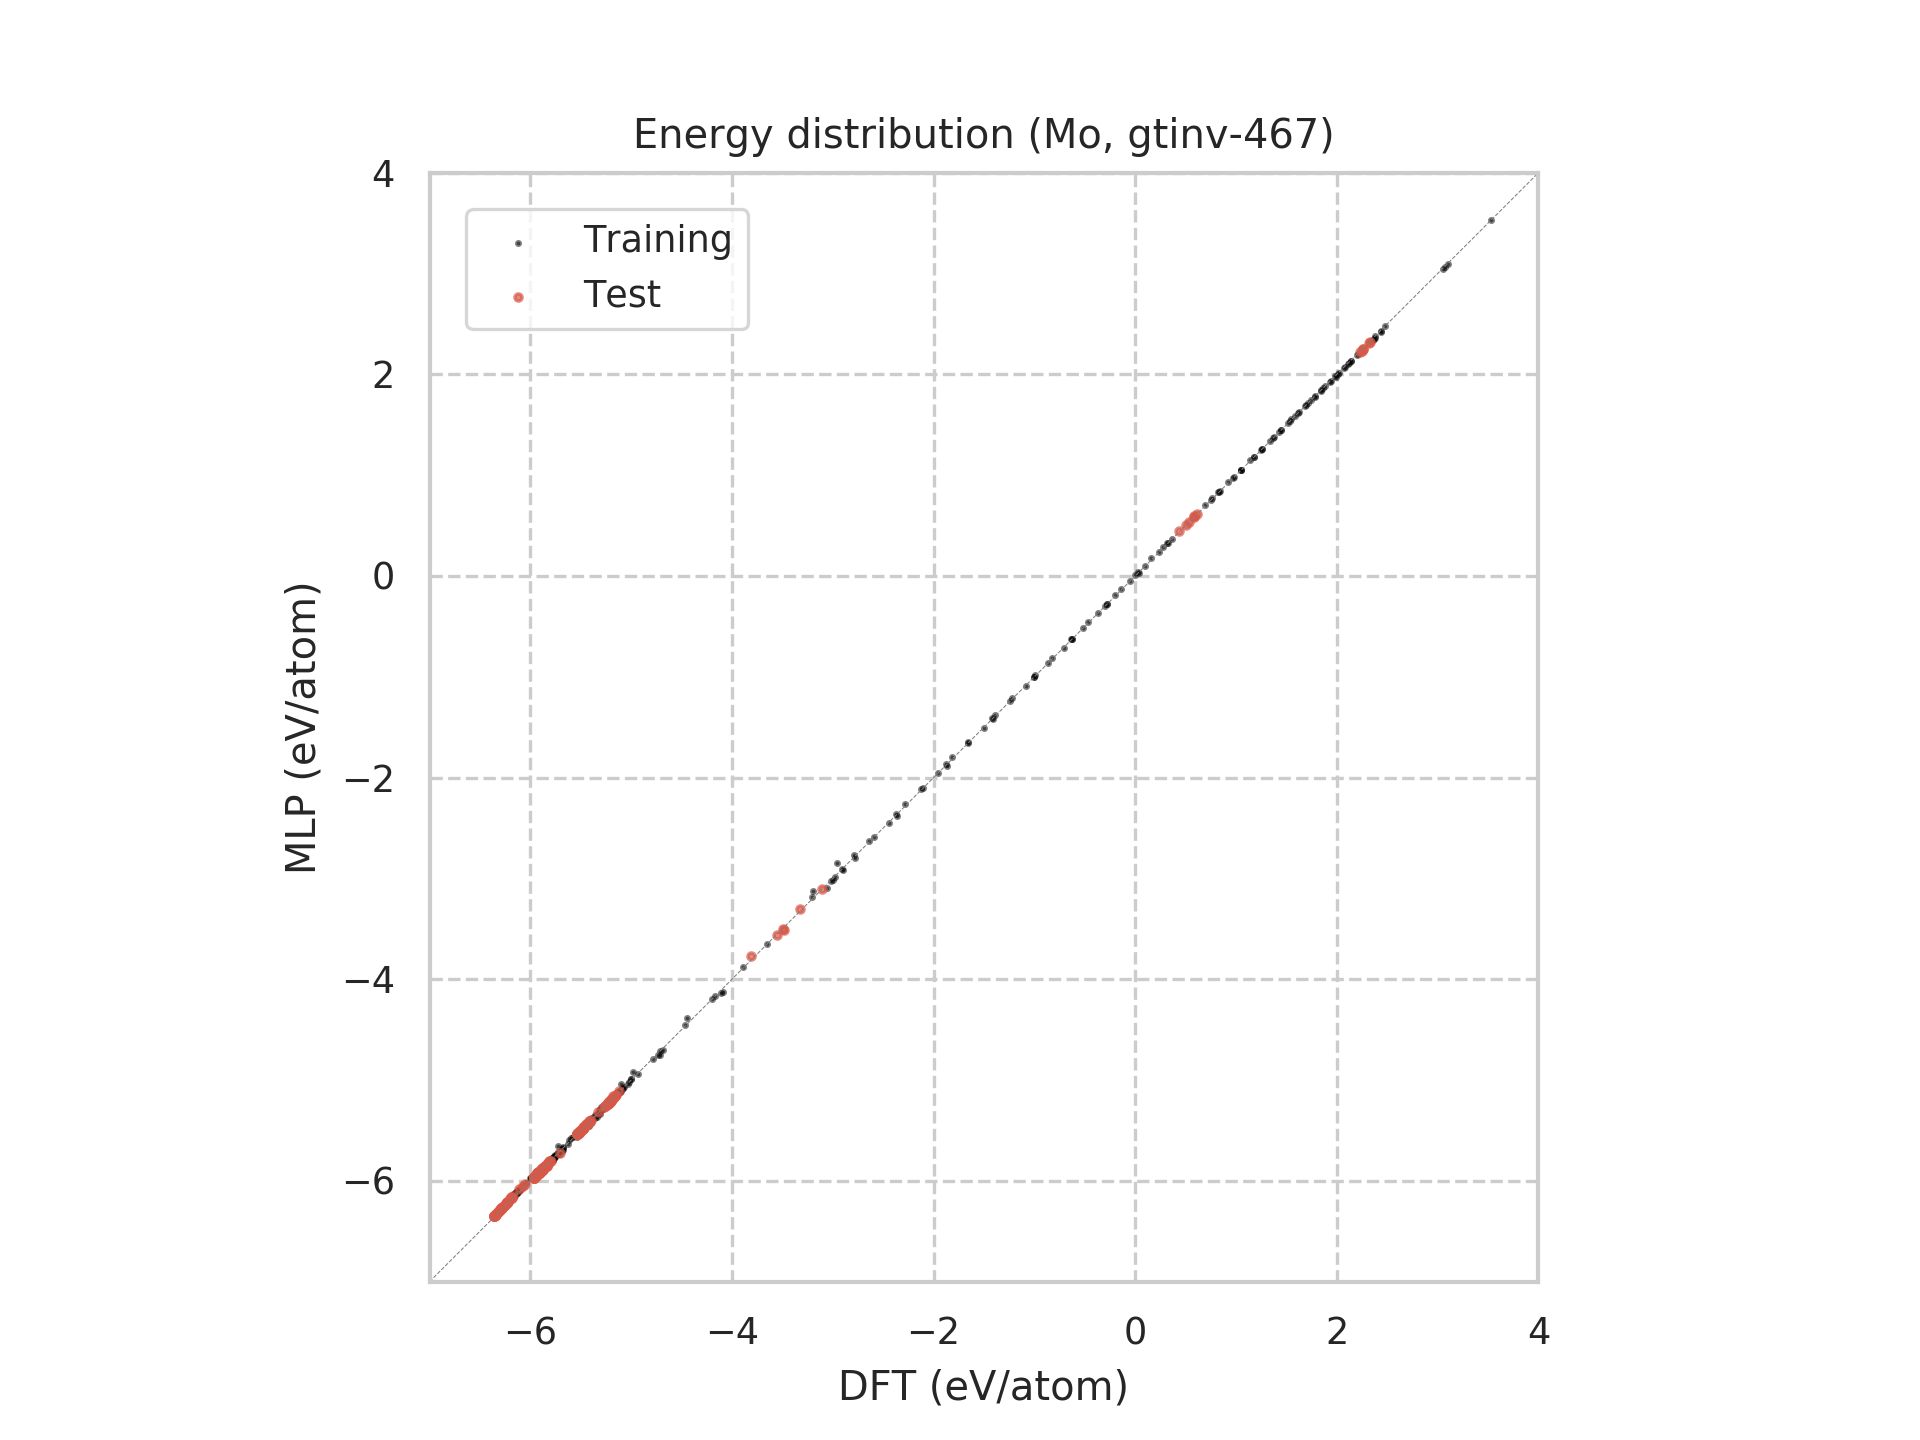 Energy distribution (Mo, gtinv-467)
4
Training
Test
2
0
−2
−4
−6
MLP (eV/atom)
−6 −4 −2 0 2 4
DFT (eV/atom)